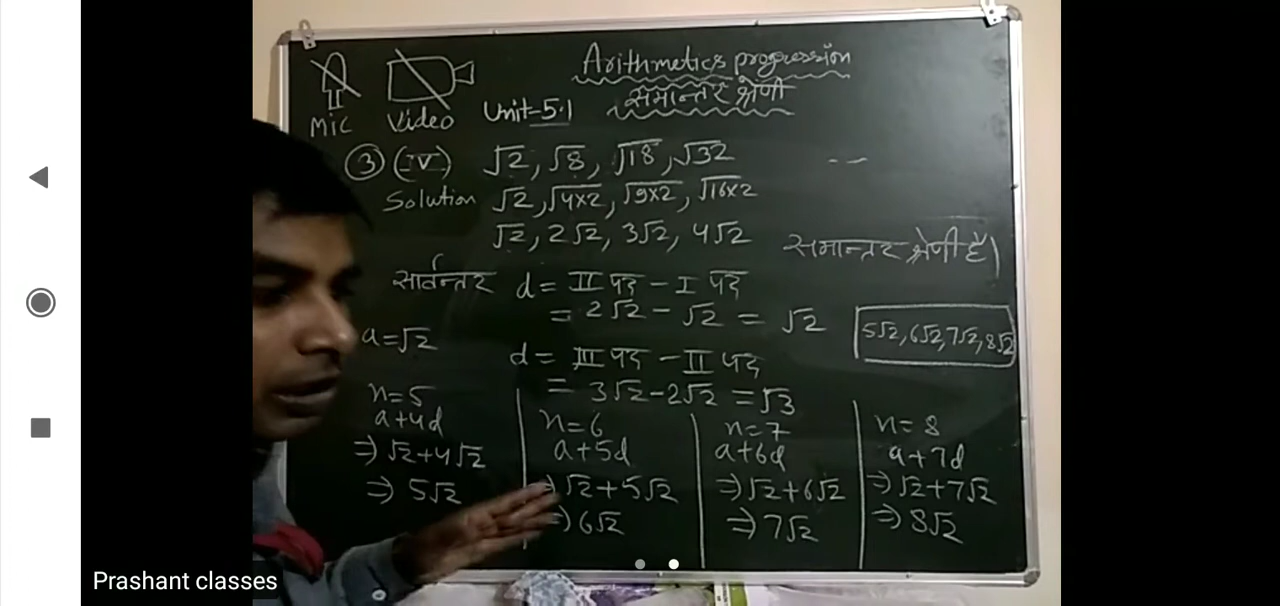 Arithmetics progression
समान्तर श्रेणी
Mic Video Unit-5.1
③ (IV) √2, √8, √18, √32 --
Solution √2, √4×2, √9×2, √16×2
√2, 2√2, 3√2, 4√2 समान्तर श्रेणी हैं।
सार्वन्तर d = II पद - I पद
= 2√2 - √2 = √2
5√2, 6√2, 7√2, 8√2
a=√2
d = III पद - II पद
= 3√2-2√2 = √3
n=5
a+4d
⇒ √2+4√2
⇒ 5√2
n=6
a+5d
⇒ √2+5√2
⇒ 6√2
n=7
a+6d
⇒ √2+6√2
⇒ 7√2
n=8
a+7d
⇒ √2+7√2
⇒ 8√2
Prashant classes